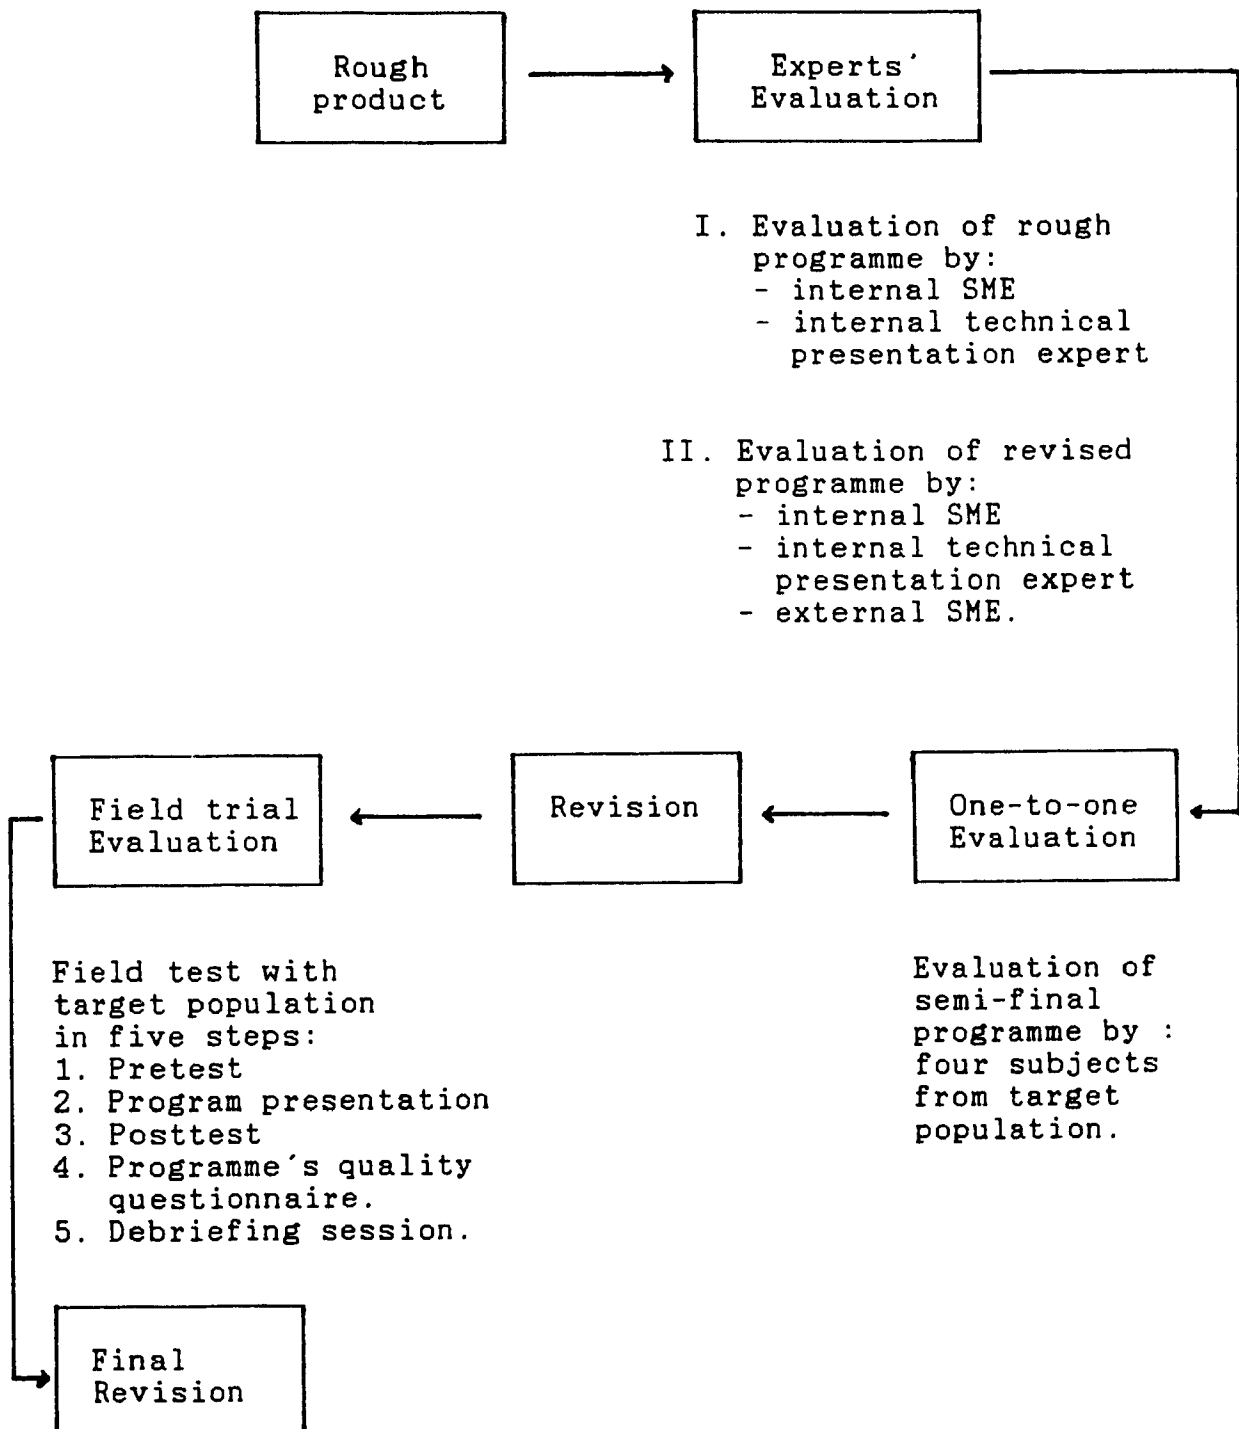 Rough
product
Experts´
Evaluation
I. Evaluation of rough
programme by:
- internal SME
- internal technical
presentation expert
II. Evaluation of revised
programme by:
- internal SME
- internal technical
presentation expert
- external SME.
One-to-one
Evaluation
Evaluation of
semi-final
programme by :
four subjects
from target
population.
Revision
Field trial
Evaluation
Field test with
target population
in five steps:
1. Pretest
2. Program presentation
3. Posttest
4. Programme´s quality
questionnaire.
5. Debriefing session.
Final
Revision